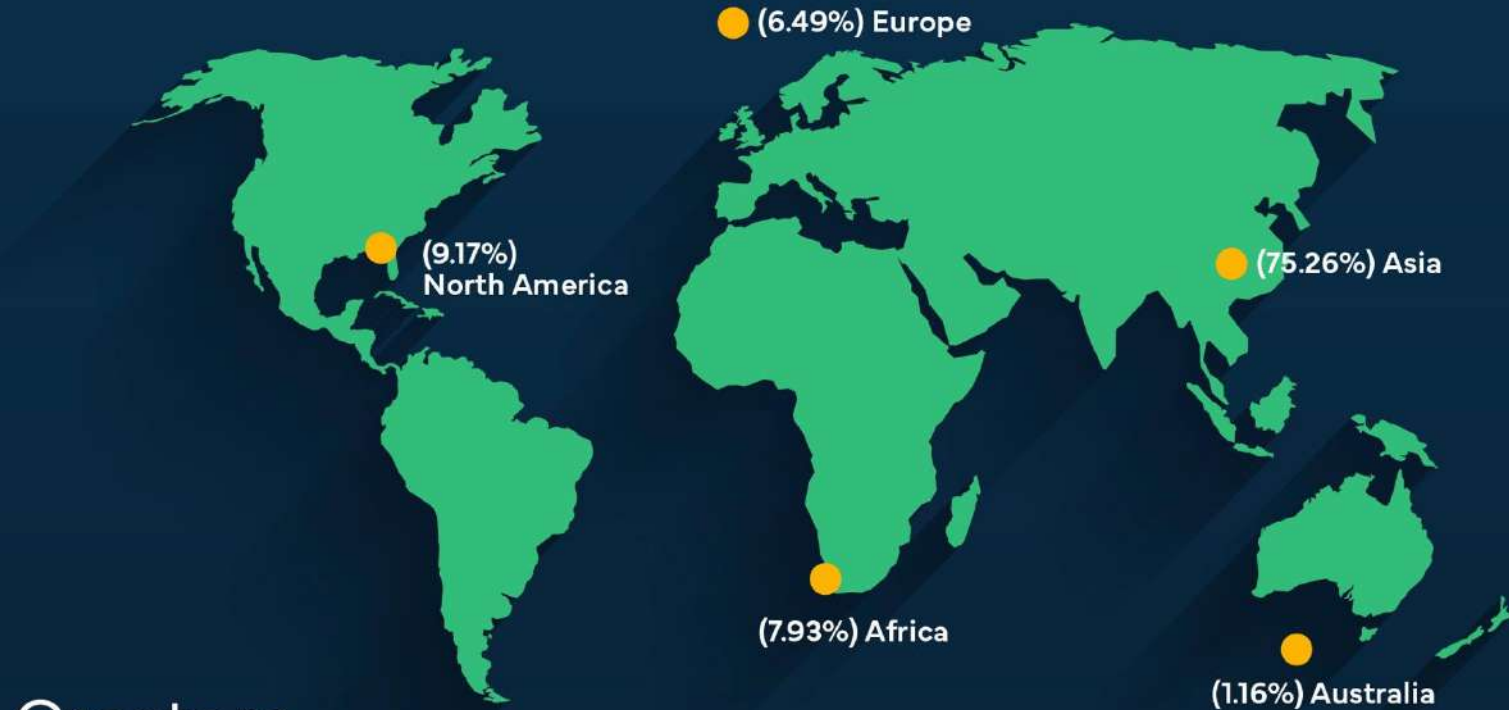 (6.49%) Europe
(9.17%)
North America
(75.26%) Asia
(7.93%) Africa
(1.16%) Australia